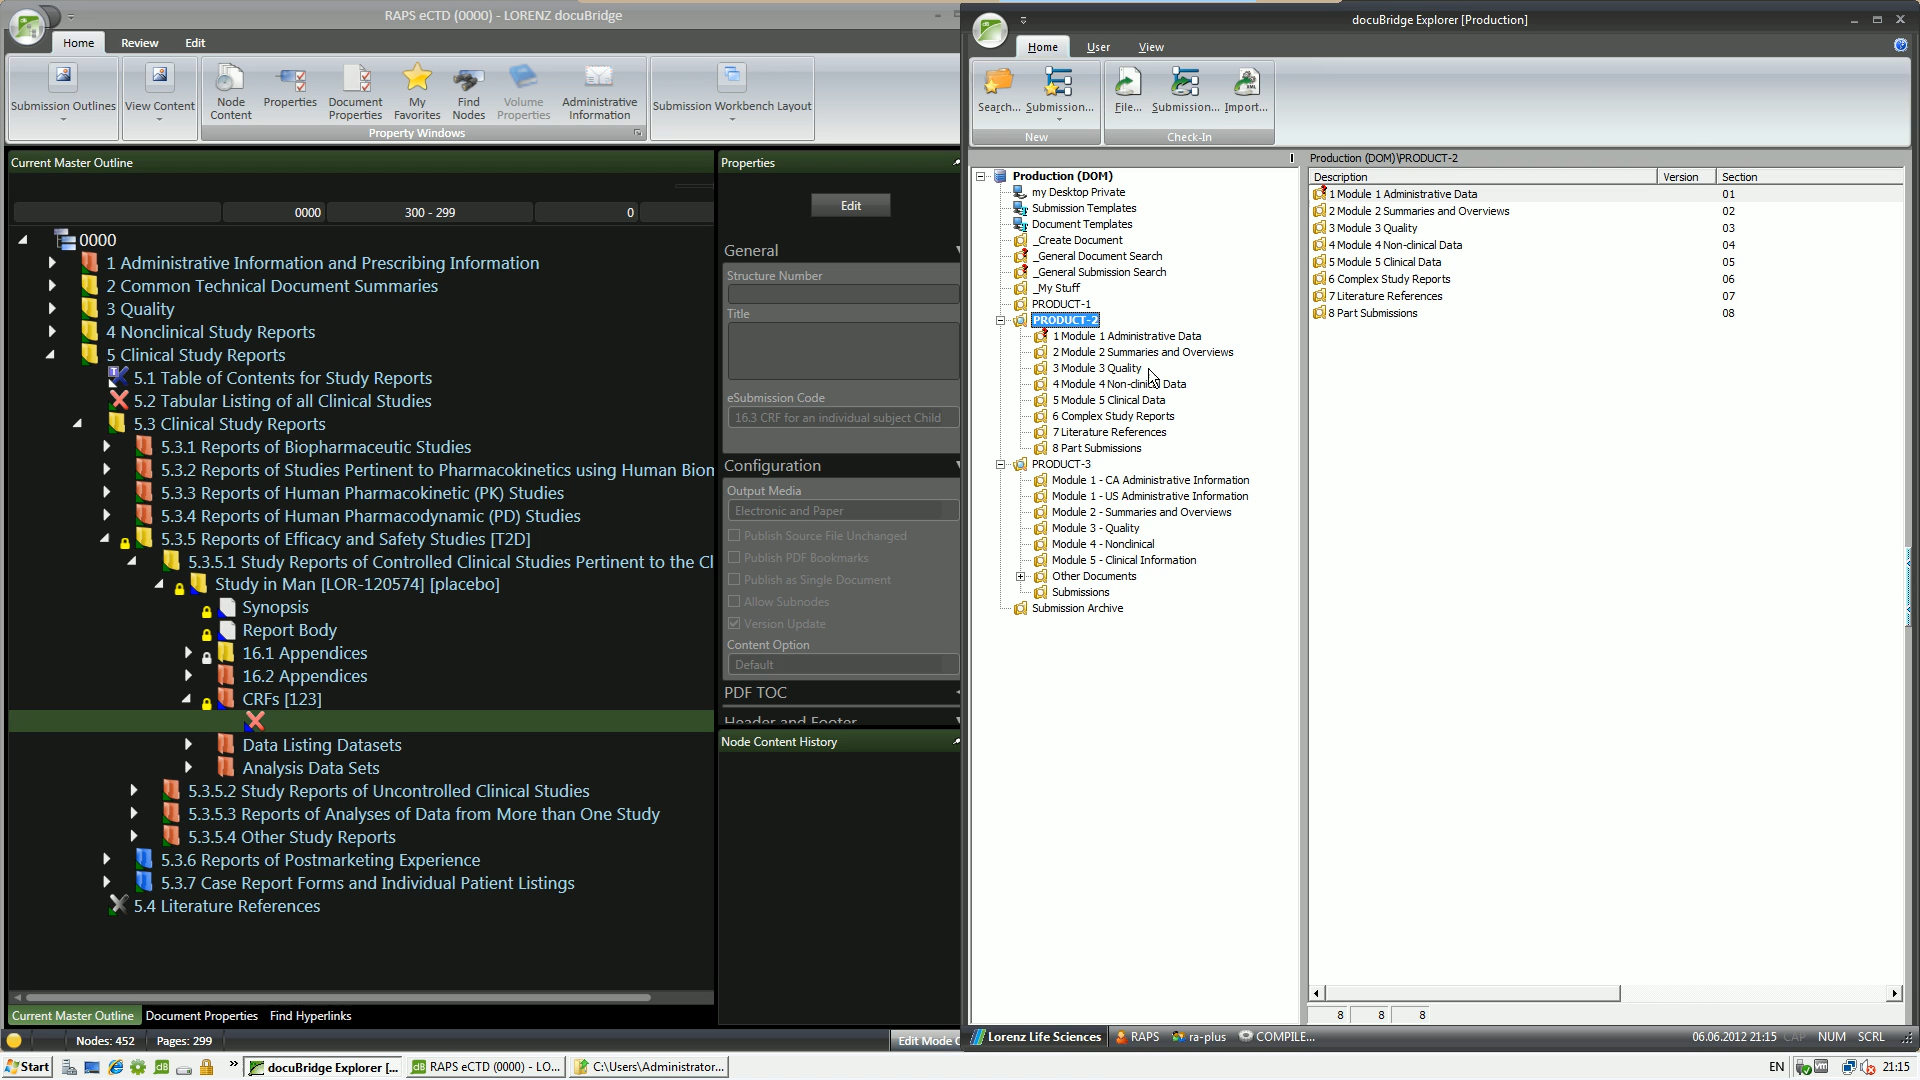 RAPS eCTD (0000) - LORENZ docuBridge
Home Review Edit
Submission Outlines
View Content
Node Content
Properties
Document Properties
My Favorites
Find Nodes
Volume Properties
Administrative Information
Submission Workbench Layout
Property Windows
Current Master Outline
0000 300 - 299 0
0000
1 Administrative Information and Prescribing Information
2 Common Technical Document Summaries
3 Quality
4 Nonclinical Study Reports
5 Clinical Study Reports
5.1 Table of Contents for Study Reports
5.2 Tabular Listing of all Clinical Studies
5.3 Clinical Study Reports
5.3.1 Reports of Biopharmaceutic Studies
5.3.2 Reports of Studies Pertinent to Pharmacokinetics using Human Biom
5.3.3 Reports of Human Pharmacokinetic (PK) Studies
5.3.4 Reports of Human Pharmacodynamic (PD) Studies
5.3.5 Reports of Efficacy and Safety Studies [T2D]
5.3.5.1 Study Reports of Controlled Clinical Studies Pertinent to the Cl
Study in Man [LOR-120574] [placebo]
Synopsis
Report Body
16.1 Appendices
16.2 Appendices
CRFs [123]
Data Listing Datasets
Analysis Data Sets
5.3.5.2 Study Reports of Uncontrolled Clinical Studies
5.3.5.3 Reports of Analyses of Data from More than One Study
5.3.5.4 Other Study Reports
5.3.6 Reports of Postmarketing Experience
5.3.7 Case Report Forms and Individual Patient Listings
5.4 Literature References
Current Master Outline Document Properties Find Hyperlinks
Nodes: 452 Pages: 299
Edit Mode
Properties
Edit
General
Structure Number
Title
eSubmission Code
16.3 CRF for an individual subject Child
Configuration
Output Media
Electronic and Paper
Publish Source File Unchanged
Publish PDF Bookmarks
Publish as Single Document
Allow Subnodes
Version Update
Content Option
Default
PDF TOC
Header and Footer
Node Content History
docuBridge Explorer [Production]
Home User View
Search... Submission...
File... Submission... Import...
New Check-In
Production (DOM)
my Desktop Private
Submission Templates
Document Templates
_Create Document
_General Document Search
_General Submission Search
_My Stuff
PRODUCT-1
PRODUCT-2
1 Module 1 Administrative Data
2 Module 2 Summaries and Overviews
3 Module 3 Quality
4 Module 4 Non-clinical Data
5 Module 5 Clinical Data
6 Complex Study Reports
7 Literature References
8 Part Submissions
PRODUCT-3
Module 1 - CA Administrative Information
Module 1 - US Administrative Information
Module 2 - Summaries and Overviews
Module 3 - Quality
Module 4 - Nonclinical
Module 5 - Clinical Information
Other Documents
Submissions
Submission Archive
Production (DOM)\PRODUCT-2
Description Version Section
1 Module 1 Administrative Data 01
2 Module 2 Summaries and Overviews 02
3 Module 3 Quality 03
4 Module 4 Non-clinical Data 04
5 Module 5 Clinical Data 05
6 Complex Study Reports 06
7 Literature References 07
8 Part Submissions 08
8 8 8
Lorenz Life Sciences RAPS ra-plus COMPILE... 06.06.2012 21:15 CAP NUM SCRL
Start docuBridge Explorer [... RAPS eCTD (0000) - LO... C:\Users\Administrator... EN 21:15